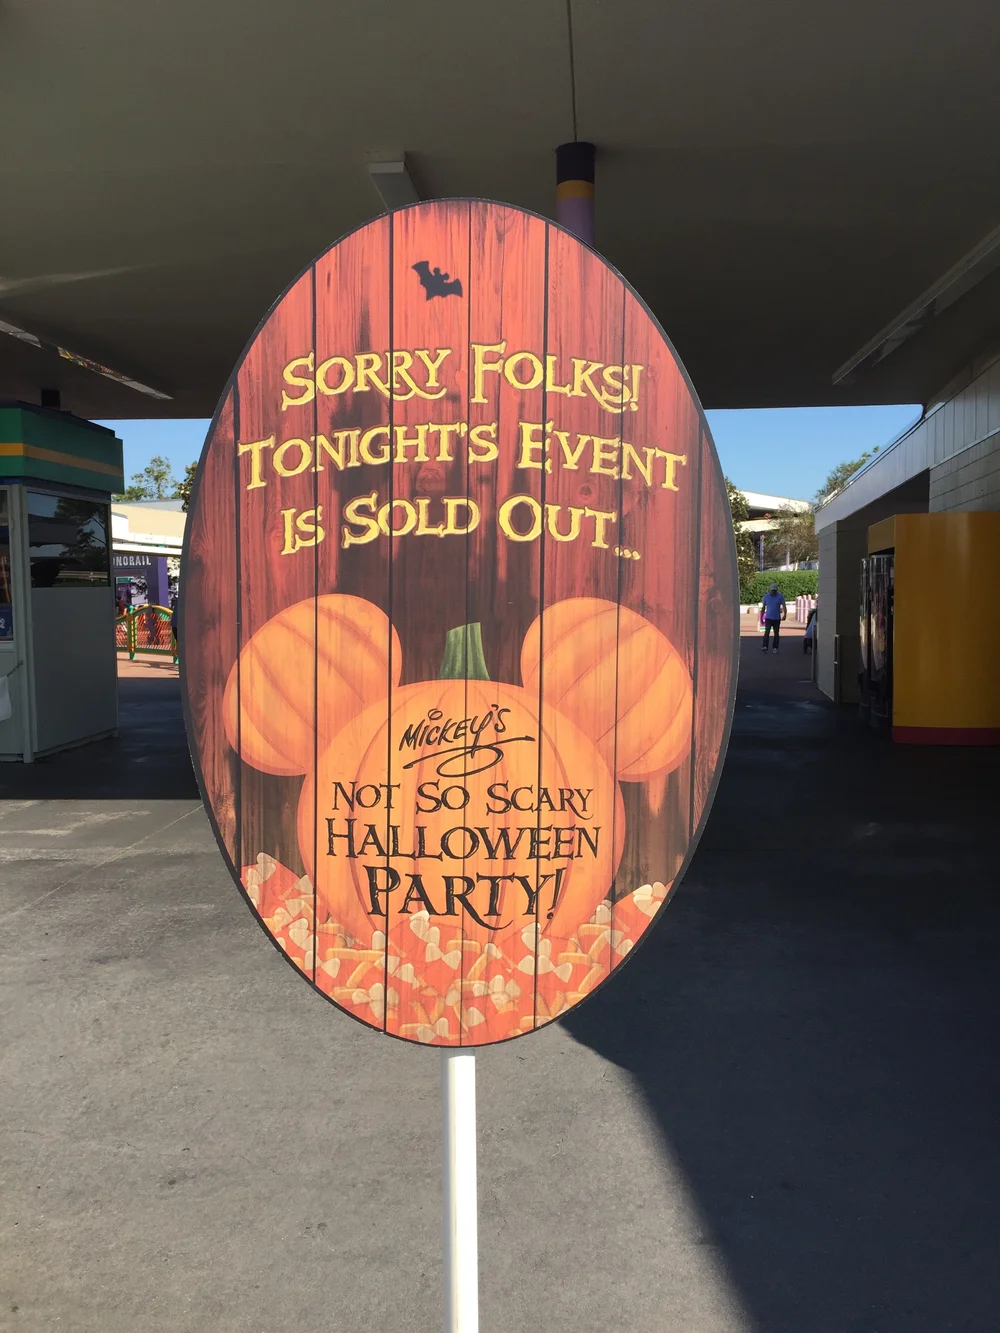 Sorry Folks!
Tonight's Event
Is Sold Out...
Mickey's
Not So Scary
Halloween
Party!